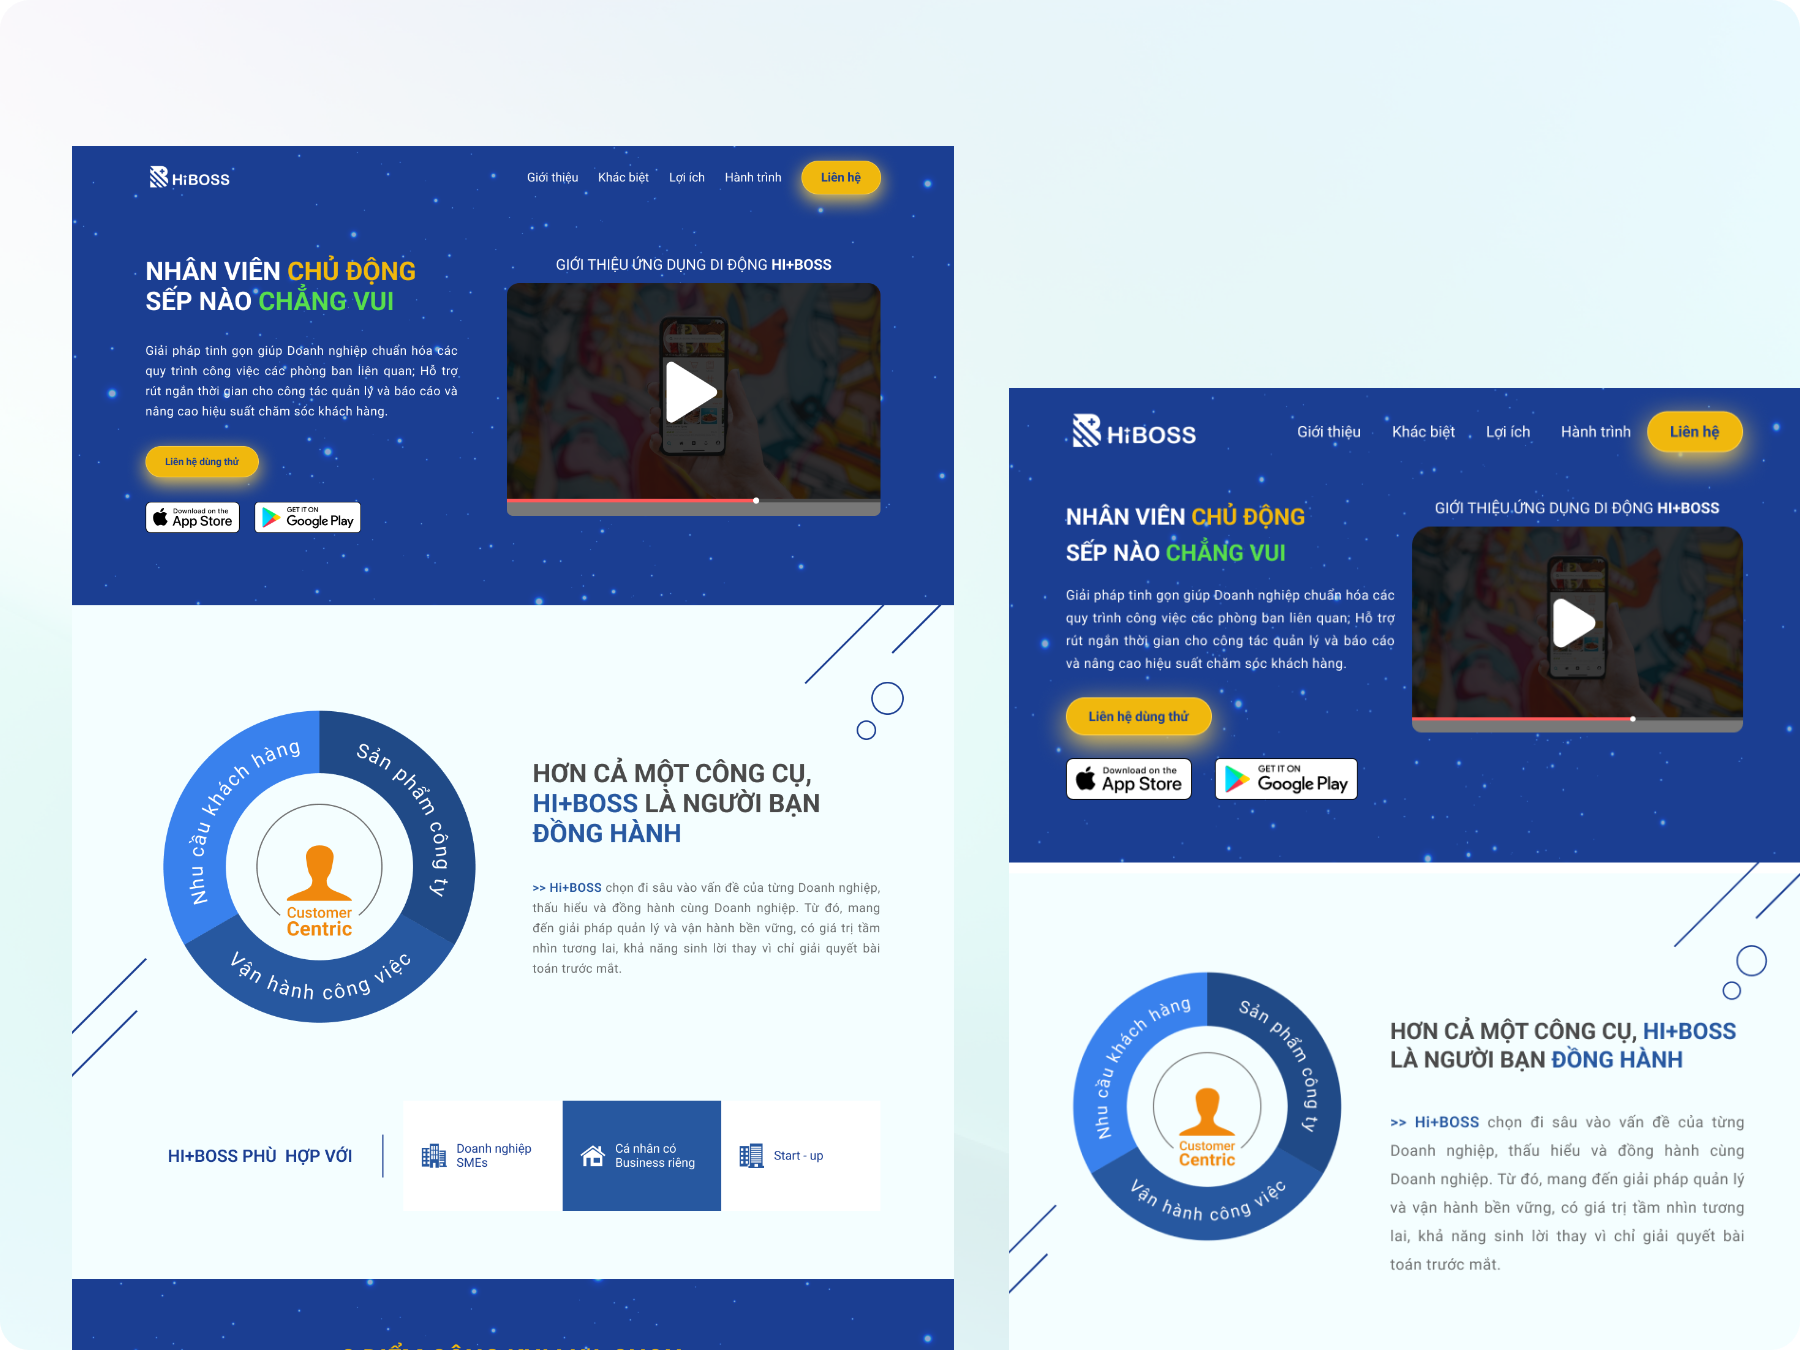 HiBOSS
Giới thiệu
Khác biệt
Lợi ích
Hành trình
Liên hệ
NHÂN VIÊN CHỦ ĐỘNG
SẾP NÀO CHẲNG VUI
Giải pháp tinh gọn giúp Doanh nghiệp chuẩn hóa các
quy trình công việc các phòng ban liên quan; Hỗ trợ
rút ngắn thời gian cho công tác quản lý và báo cáo và
nâng cao hiệu suất chăm sóc khách hàng.
Liên hệ dùng thử
Download on the
App Store
GET IT ON
Google Play
GIỚI THIỆU ỨNG DỤNG DI ĐỘNG HI+BOSS
Nhu cầu khách hàng
Sản phẩm công ty
Vận hành công việc
Customer
Centric
HƠN CẢ MỘT CÔNG CỤ,
HI+BOSS LÀ NGƯỜI BẠN
ĐỒNG HÀNH
>> Hi+BOSS chọn đi sâu vào vấn đề của từng Doanh nghiệp,
thấu hiểu và đồng hành cùng Doanh nghiệp. Từ đó, mang
đến giải pháp quản lý và vận hành bền vững, có giá trị tầm
nhìn tương lai, khả năng sinh lời thay vì chỉ giải quyết bài
toán trước mắt.
HI+BOSS PHÙ HỢP VỚI
Doanh nghiệp
SMEs
Cá nhân có
Business riêng
Start - up
HiBOSS
Giới thiệu
Khác biệt
Lợi ích
Hành trình
Liên hệ
NHÂN VIÊN CHỦ ĐỘNG
SẾP NÀO CHẲNG VUI
Giải pháp tinh gọn giúp Doanh nghiệp chuẩn hóa các
quy trình công việc các phòng ban liên quan; Hỗ trợ
rút ngắn thời gian cho công tác quản lý và báo cáo
và nâng cao hiệu suất chăm sóc khách hàng.
Liên hệ dùng thử
Download on the
App Store
GET IT ON
Google Play
GIỚI THIỆU ỨNG DỤNG DI ĐỘNG HI+BOSS
Nhu cầu khách hàng
Sản phẩm công ty
Vận hành công việc
Customer
Centric
HƠN CẢ MỘT CÔNG CỤ, HI+BOSS
LÀ NGƯỜI BẠN ĐỒNG HÀNH
>> Hi+BOSS chọn đi sâu vào vấn đề của từng
Doanh nghiệp, thấu hiểu và đồng hành cùng
Doanh nghiệp. Từ đó, mang đến giải pháp quản lý
và vận hành bền vững, có giá trị tầm nhìn tương
lai, khả năng sinh lời thay vì chỉ giải quyết bài
toán trước mắt.